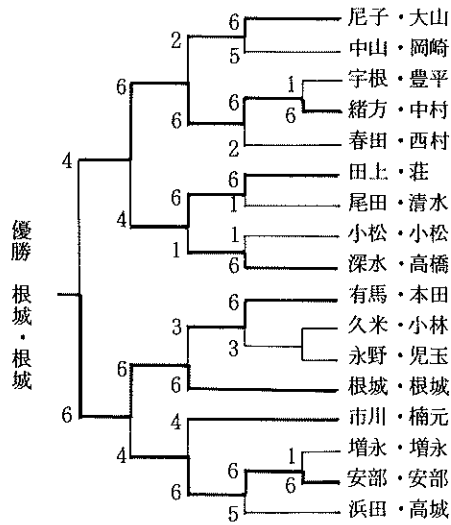 6
尼子・大山
2
5
中山・岡崎
6
1
宇根・豊平
6
6
6
緒方・中村
2
春田・西村
4
6
田上・荘
6
1
尾田・清水
4
1
1
小松・小松
6
深水・高橋
優勝 根城・根城
6
有馬・本田
3
久米・小林
3
永野・児玉
6
6
根城・根城
6
4
市川・楠元
4
1
増永・増永
6
6
6
安部・安部
5
浜田・高城